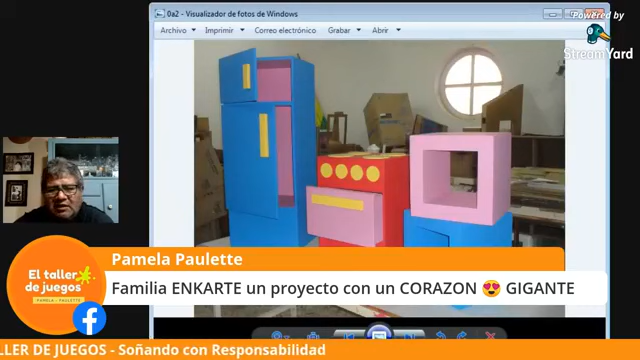 0a2 - Visualizador de fotos de Windows
Powered by
StreamYard
Archivo Imprimir Correo electrónico Grabar Abrir
El taller de juegos
PAMELA - PAULETTE
Pamela Paulette
Familia ENKARTE un proyecto con un CORAZON 😍 GIGANTE
LLER DE JUEGOS - Soñando con Responsabilidad